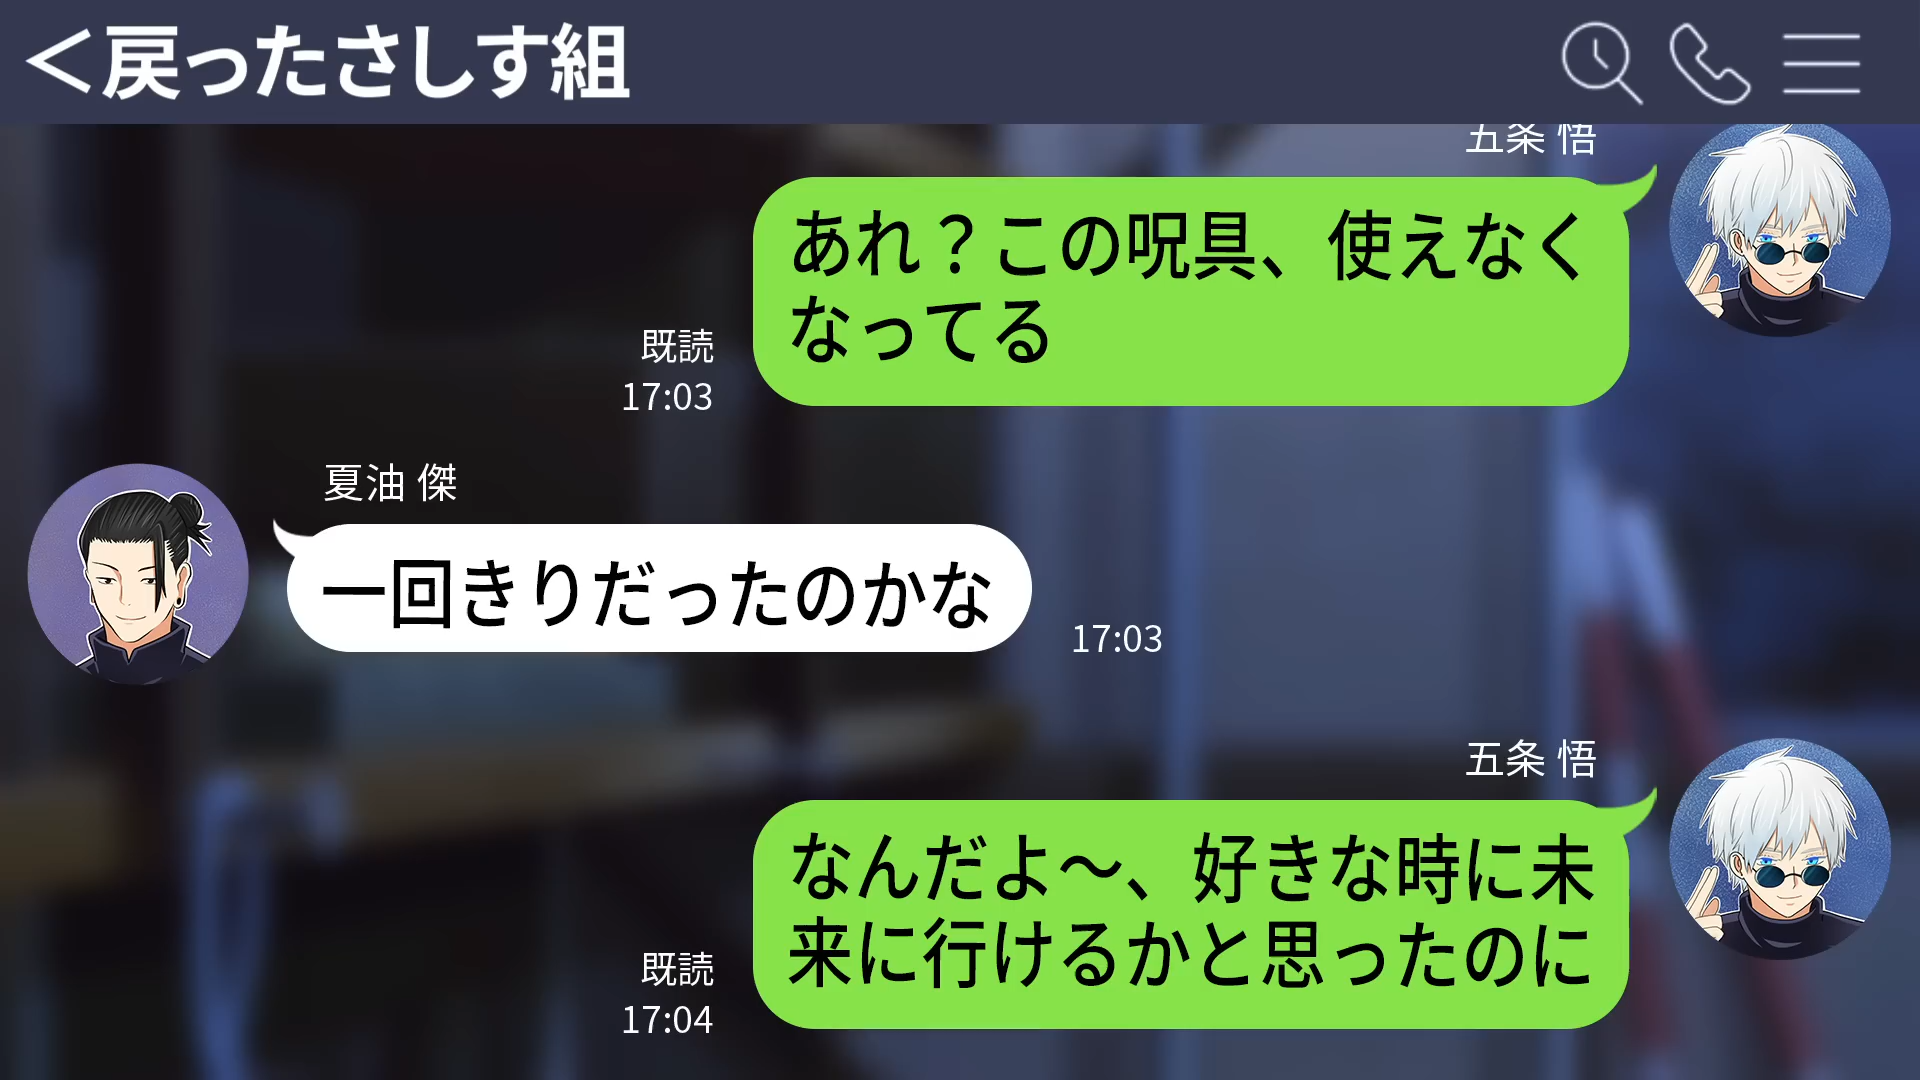 ＜戻ったさしす組
五条 悟
あれ？この呪具、使えなく
なってる
既読
17:03
夏油 傑
一回きりだったのかな
17:03
五条 悟
なんだよ～、好きな時に未
来に行けるかと思ったのに
既読
17:04